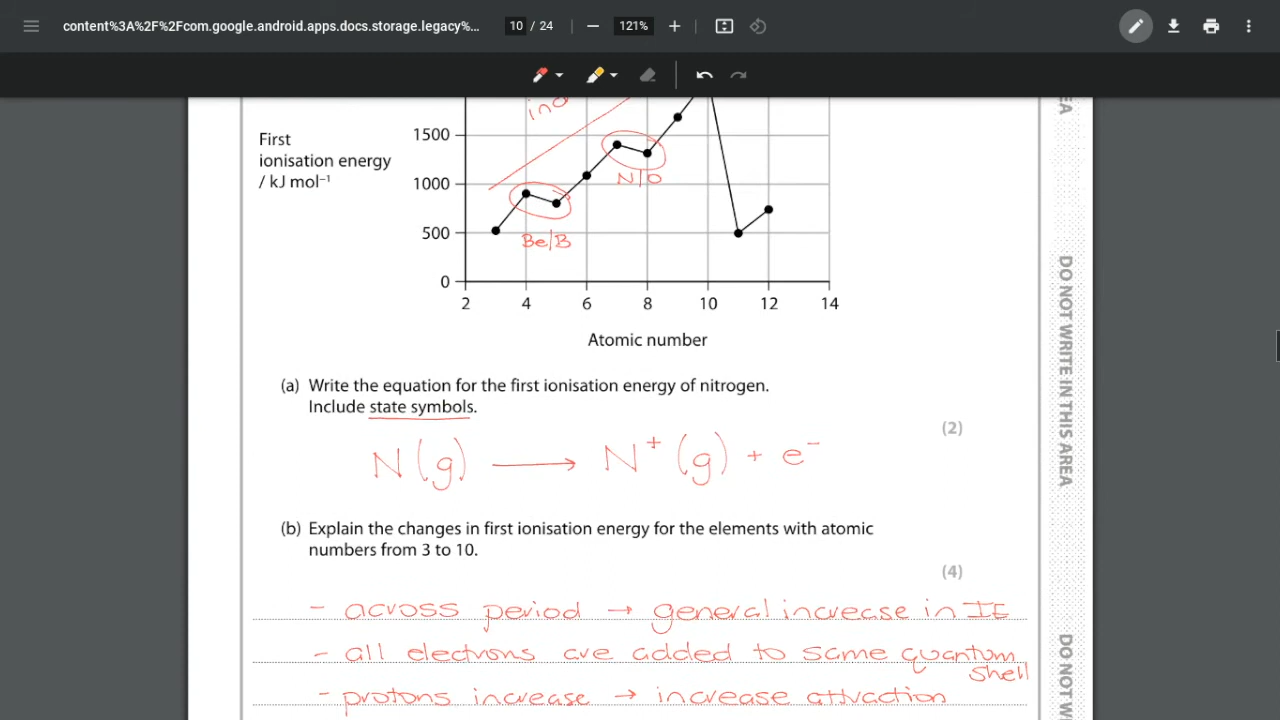 content%3A%2F%2Fcom.google.android.apps.docs.storage.legacy%... 10 / 24 121%
EA
First
ionisation energy
/ kJ mol⁻¹
1500
1000
500
0
2 4 6 8 10 12 14
N/O
Be/B
Atomic number
(a) Write the equation for the first ionisation energy of nitrogen.
Include state symbols.
(2)
N(g) → N⁺(g) + e⁻
(b) Explain the changes in first ionisation energy for the elements with atomic
numbers from 3 to 10.
(4)
- across period → general increase in IE
- electrons are added to same quantum
shell
- protons increase → increase attraction
DO NOT WRITE IN THIS AREA
DO NOT W